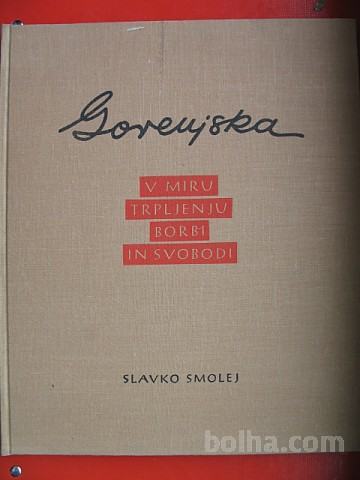 Gorenjska
V MIRU
TRPLJENJU
BORBI
IN SVOBODI
SLAVKO SMOLEJ
bolha.com